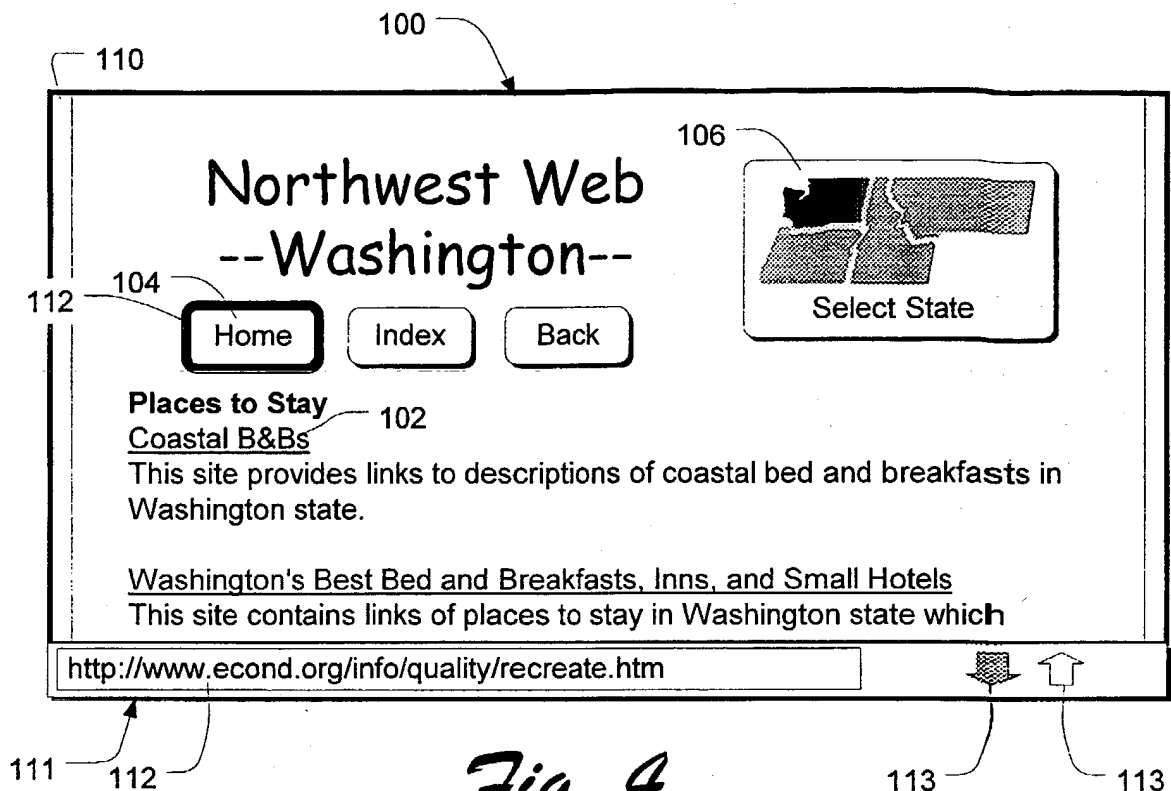 100
110
106
Northwest Web
--Washington--
104
112
Home Index Back
Select State
Places to Stay
102
Coastal B&Bs
This site provides links to descriptions of coastal bed and breakfasts in
Washington state.
Washington's Best Bed and Breakfasts, Inns, and Small Hotels
This site contains links of places to stay in Washington state which
http://www.econd.org/info/quality/recreate.htm
111 112 113 113
Fig. 4